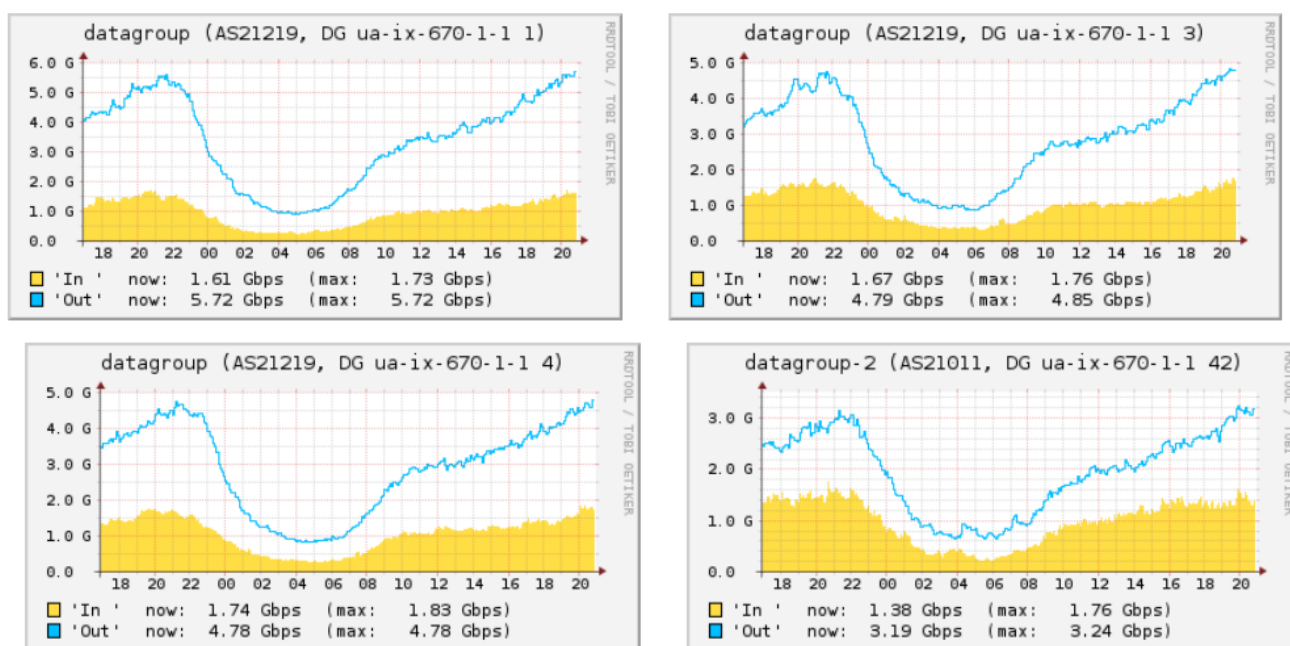 datagroup (AS21219, DG ua-ix-670-1-1 1)
RRDTOOL / TOBI OETIKER
6.0 G
5.0 G
4.0 G
3.0 G
2.0 G
1.0 G
0.0
18 20 22 00 02 04 06 08 10 12 14 16 18 20
'In ' now: 1.61 Gbps (max: 1.73 Gbps)
'Out' now: 5.72 Gbps (max: 5.72 Gbps)
datagroup (AS21219, DG ua-ix-670-1-1 3)
RRDTOOL / TOBI OETIKER
5.0 G
4.0 G
3.0 G
2.0 G
1.0 G
0.0
18 20 22 00 02 04 06 08 10 12 14 16 18 20
'In ' now: 1.67 Gbps (max: 1.76 Gbps)
'Out' now: 4.79 Gbps (max: 4.85 Gbps)
datagroup (AS21219, DG ua-ix-670-1-1 4)
RRDTOOL / TOBI OETIKER
5.0 G
4.0 G
3.0 G
2.0 G
1.0 G
0.0
18 20 22 00 02 04 06 08 10 12 14 16 18 20
'In ' now: 1.74 Gbps (max: 1.83 Gbps)
'Out' now: 4.78 Gbps (max: 4.78 Gbps)
datagroup-2 (AS21011, DG ua-ix-670-1-1 42)
RRDTOOL / TOBI OETIKER
3.0 G
2.0 G
1.0 G
0.0
18 20 22 00 02 04 06 08 10 12 14 16 18 20
'In ' now: 1.38 Gbps (max: 1.76 Gbps)
'Out' now: 3.19 Gbps (max: 3.24 Gbps)